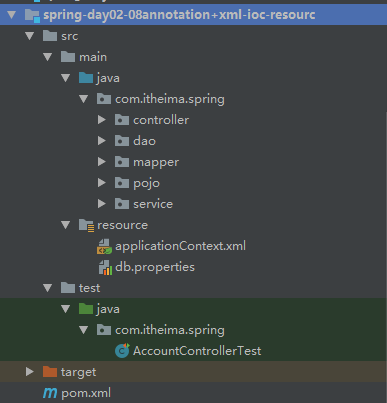 spring-day02-08annotation+xml-ioc-resourc
src
main
java
com.itheima.spring
controller
dao
mapper
pojo
service
resource
applicationContext.xml
db.properties
test
java
com.itheima.spring
AccountControllerTest
target
pom.xml